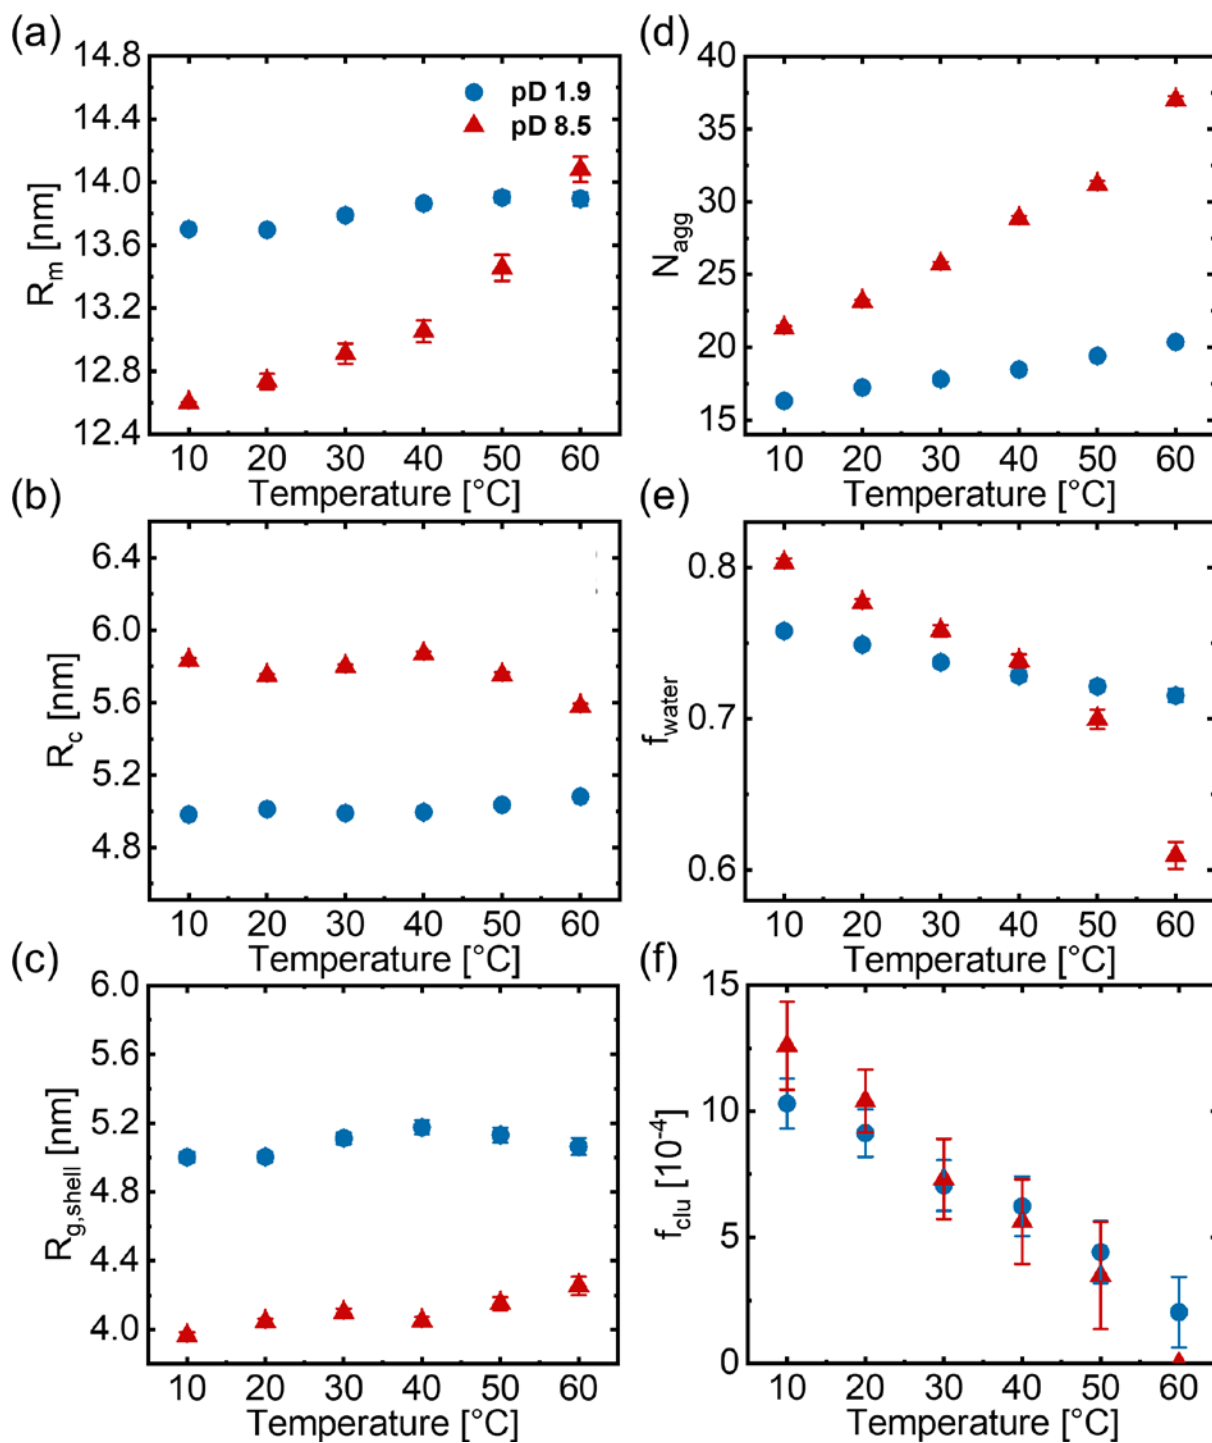 (a)
14.8
14.4
14.0
13.6
13.2
12.8
12.4
R_m [nm]
pD 1.9
pD 8.5
10 20 30 40 50 60
Temperature [°C]
(b)
6.4
6.0
5.6
5.2
4.8
R_c [nm]
10 20 30 40 50 60
Temperature [°C]
(c)
6.0
5.6
5.2
4.8
4.4
4.0
R_g,shell [nm]
10 20 30 40 50 60
Temperature [°C]
(d)
40
35
30
25
20
15
N_agg
10 20 30 40 50 60
Temperature [°C]
(e)
0.8
0.7
0.6
f_water
10 20 30 40 50 60
Temperature [°C]
(f)
15
10
5
0
f_clu [10^-4]
10 20 30 40 50 60
Temperature [°C]